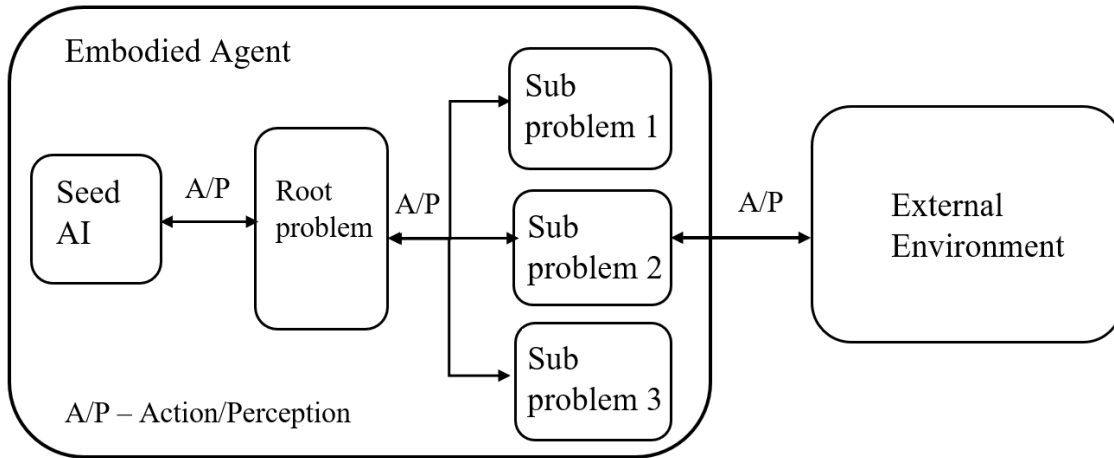 Embodied Agent
Seed
AI
A/P
Root
problem
A/P
Sub
problem 1
Sub
problem 2
Sub
problem 3
A/P
External
Environment
A/P – Action/Perception